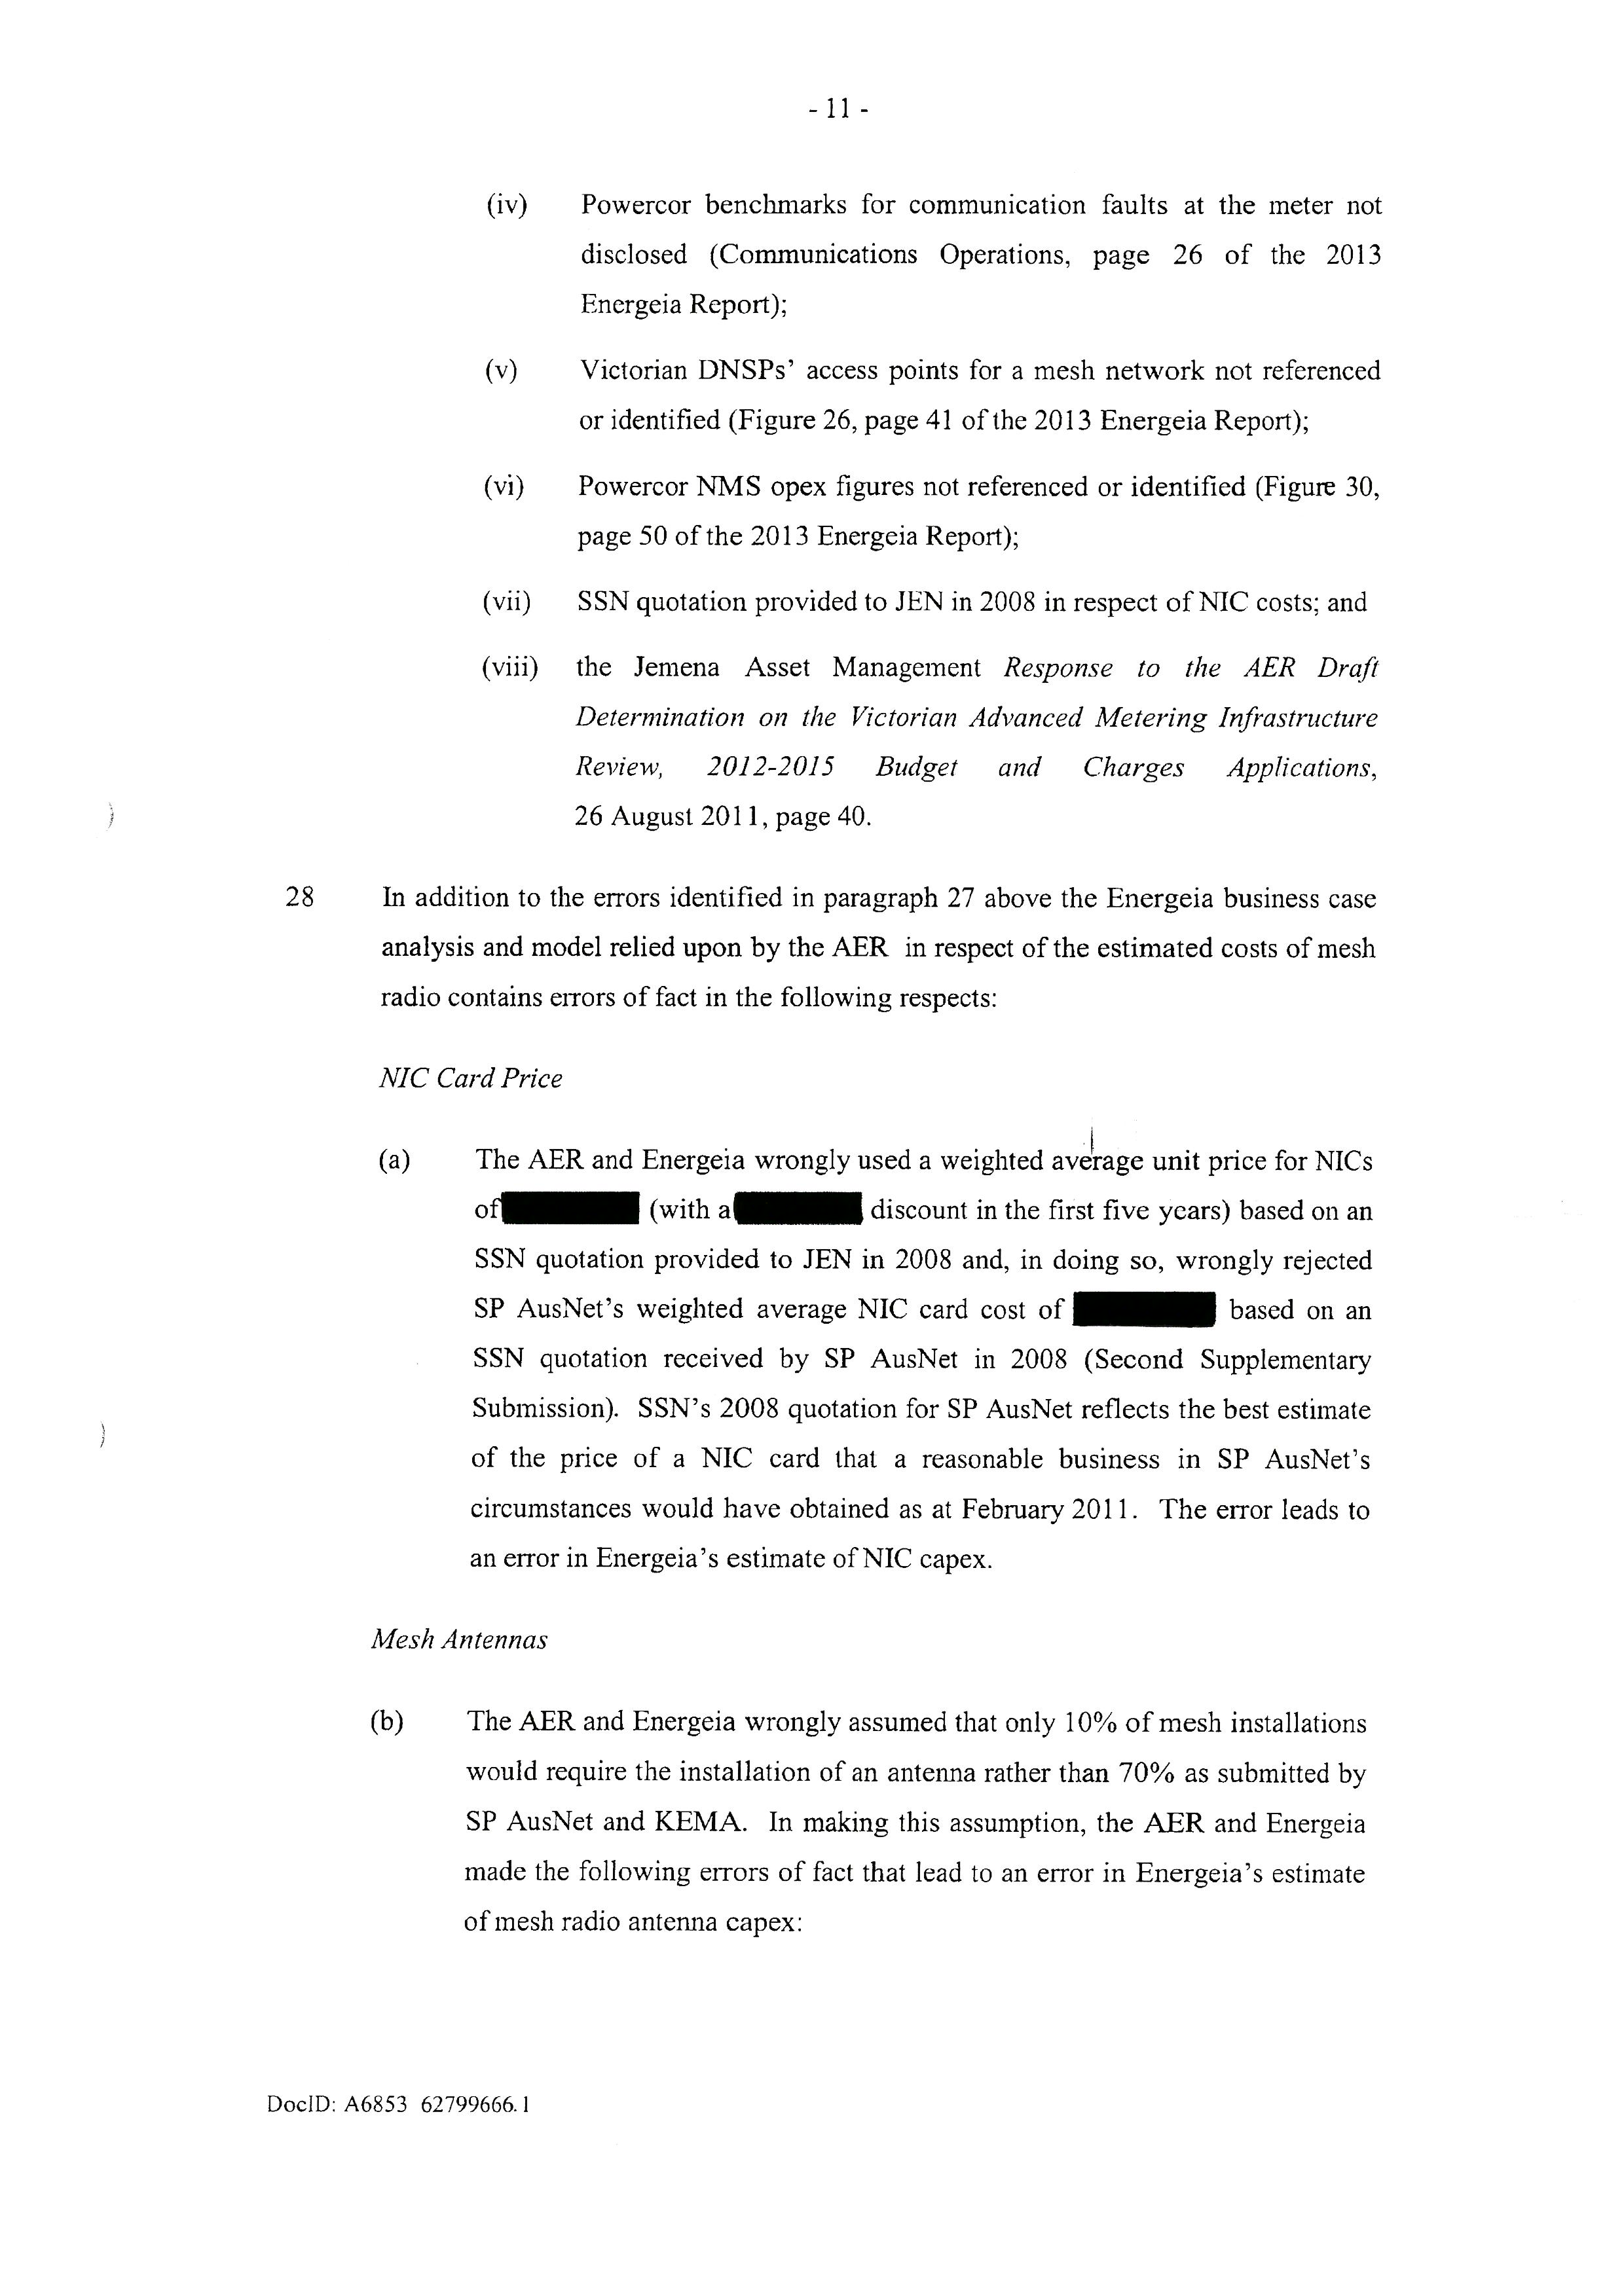 - 11 -
(iv) Powercor benchmarks for communication faults at the meter not
disclosed (Communications Operations, page 26 of the 2013
Energeia Report);
(v) Victorian DNSPs’ access points for a mesh network not referenced
or identified (Figure 26, page 41 of the 2013 Energeia Report);
(vi) Powercor NMS opex figures not referenced or identified (Figure 30,
page 50 of the 2013 Energeia Report);
(vii) SSN quotation provided to JEN in 2008 in respect of NIC costs; and
(viii) the Jemena Asset Management Response to the AER Draft
Determination on the Victorian Advanced Metering Infrastructure
Review, 2012-2015 Budget and Charges Applications,
26 August 2011, page 40.
28 In addition to the errors identified in paragraph 27 above the Energeia business case
analysis and model relied upon by the AER in respect of the estimated costs of mesh
radio contains errors of fact in the following respects:
NIC Card Price
(a) The AER and Energeia wrongly used a weighted average unit price for NICs
of (with a discount in the first five years) based on an
SSN quotation provided to JEN in 2008 and, in doing so, wrongly rejected
SP AusNet’s weighted average NIC card cost of based on an
SSN quotation received by SP AusNet in 2008 (Second Supplementary
Submission). SSN’s 2008 quotation for SP AusNet reflects the best estimate
of the price of a NIC card that a reasonable business in SP AusNet’s
circumstances would have obtained as at February 2011. The error leads to
an error in Energeia’s estimate of NIC capex.
Mesh Antennas
(b) The AER and Energeia wrongly assumed that only 10% of mesh installations
would require the installation of an antenna rather than 70% as submitted by
SP AusNet and KEMA. In making this assumption, the AER and Energeia
made the following errors of fact that lead to an error in Energeia’s estimate
of mesh radio antenna capex:
DocID: A6853 62799666.1